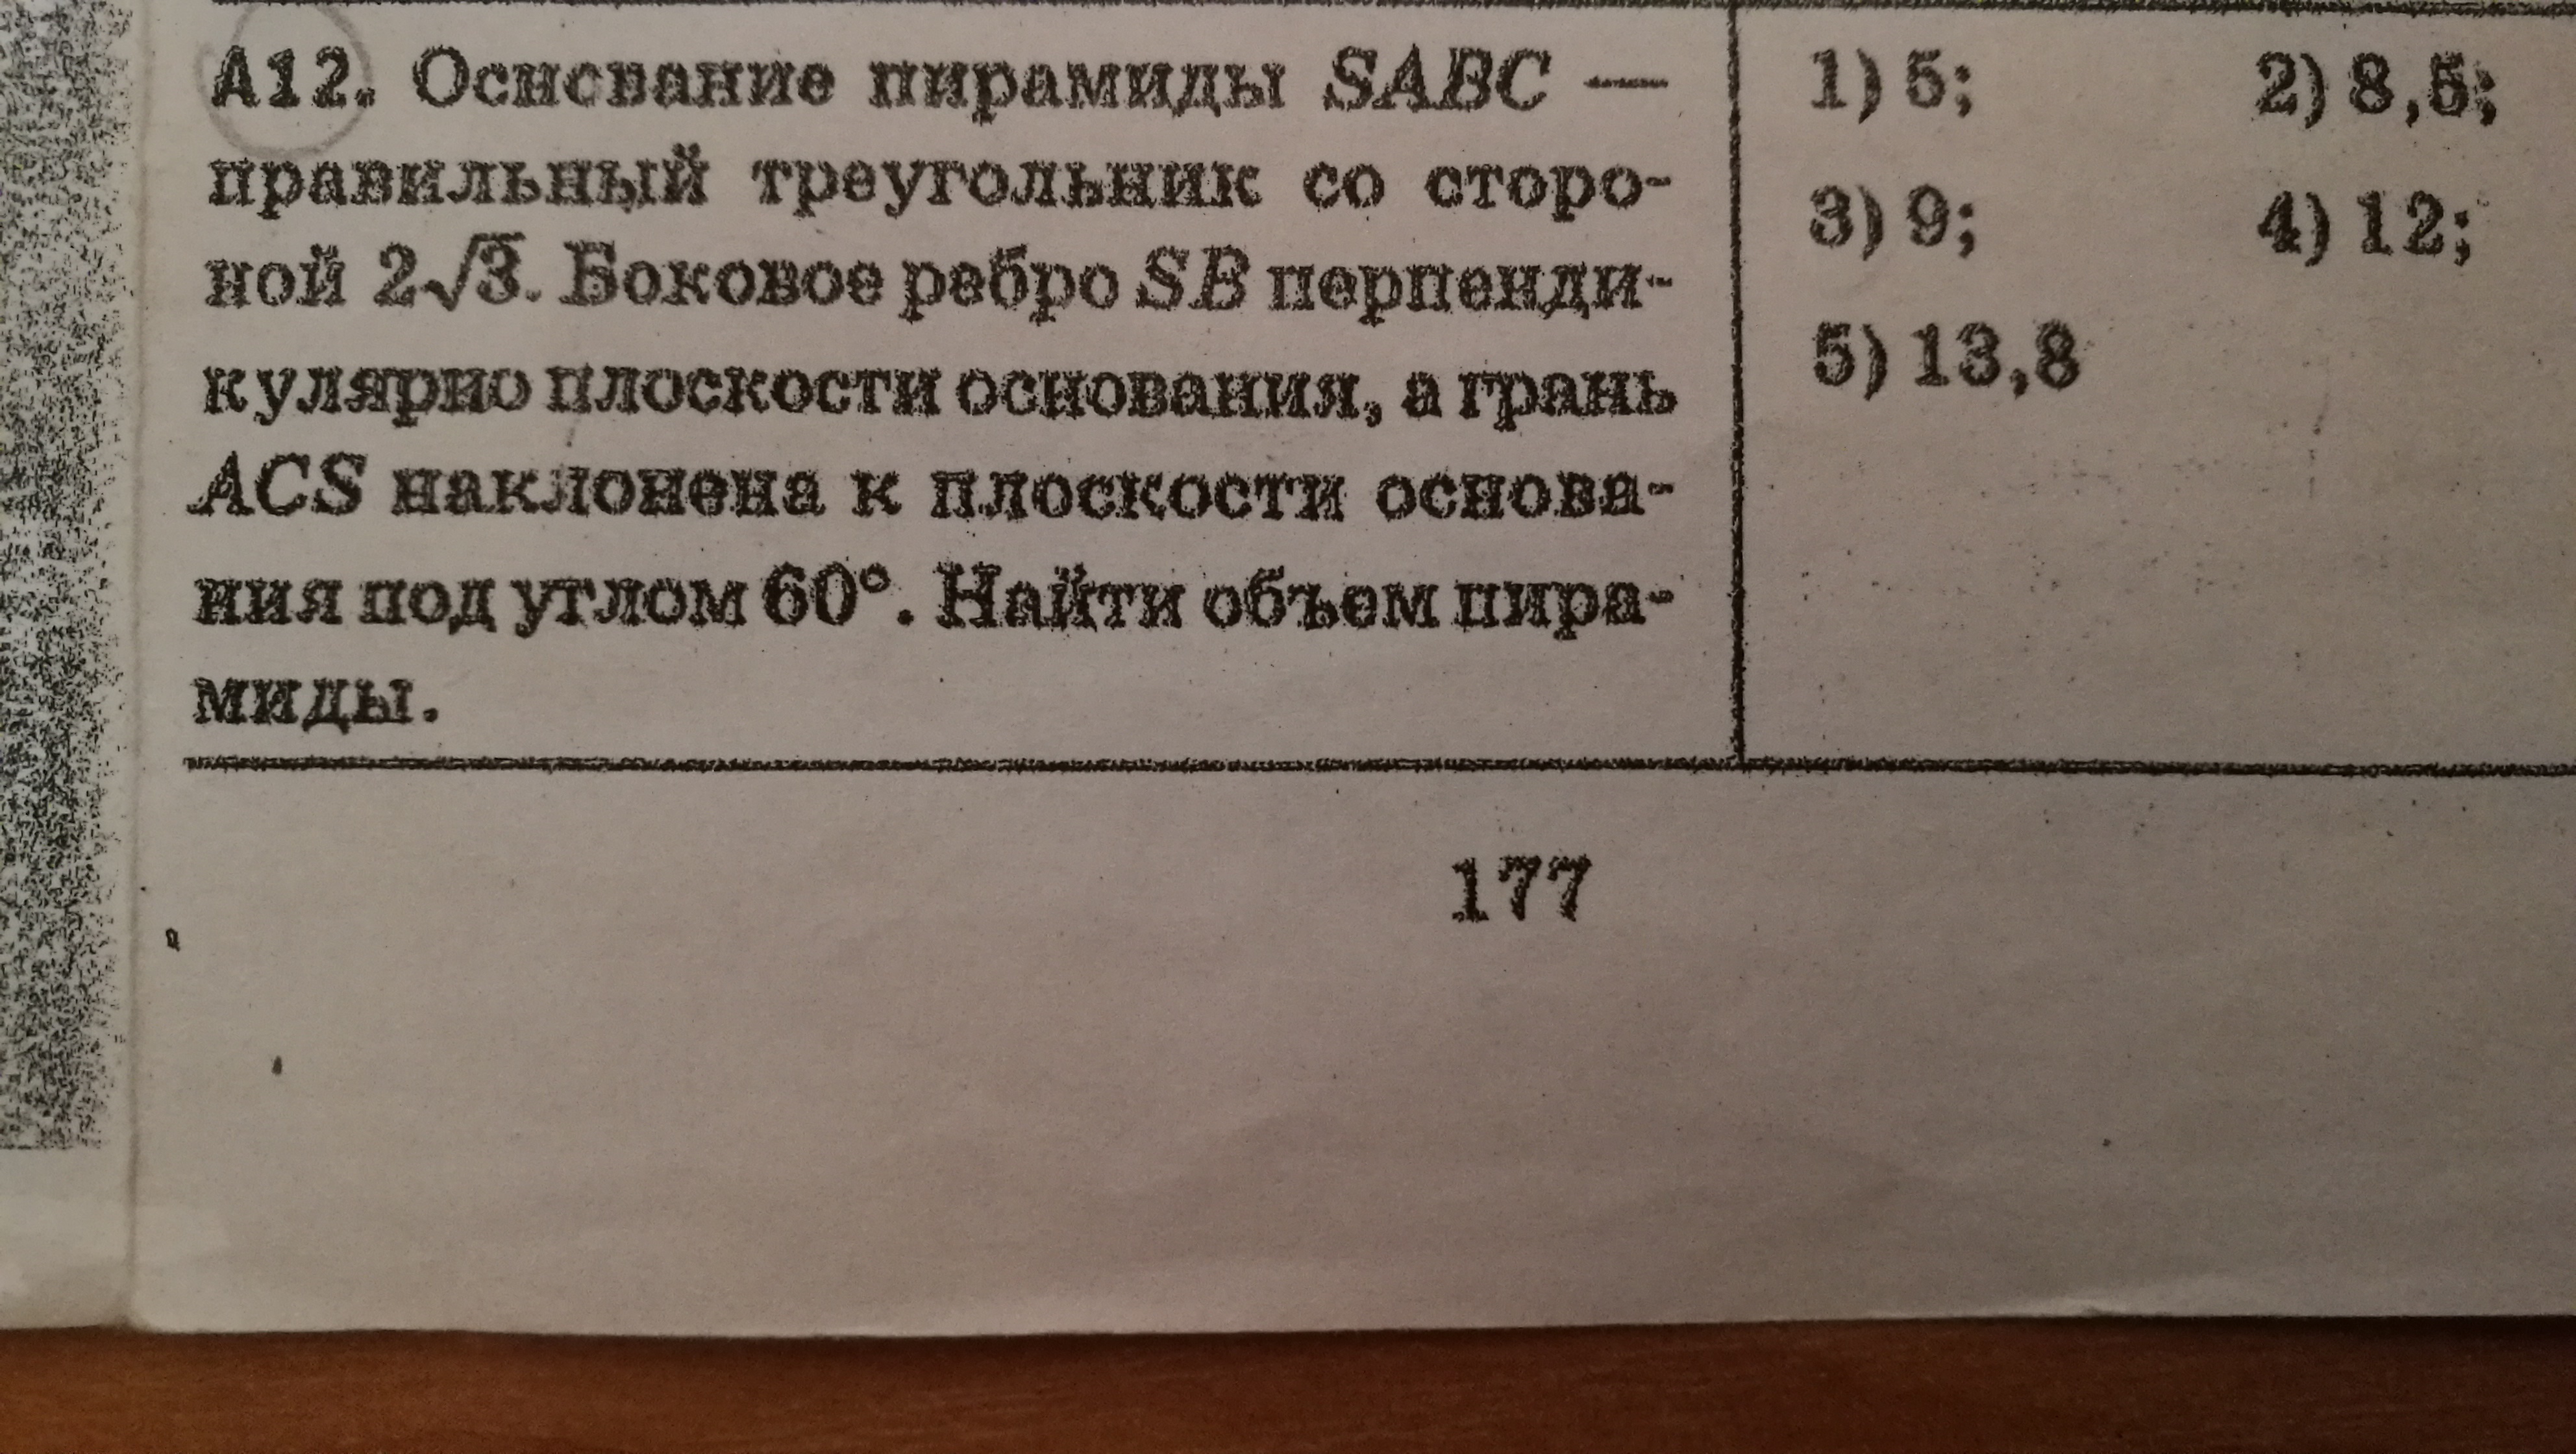 А12. Основание пирамиды SABC —
правильный треугольник со сторо-
ной 2√3. Боковое ребро SB перпенди-
кулярно плоскости основания, а грань
ACS наклонена к плоскости основа-
ния под углом 60°. Найти объем пира-
миды.
1) 5; 2) 8,5;
3) 9; 4) 12;
5) 13,8
177